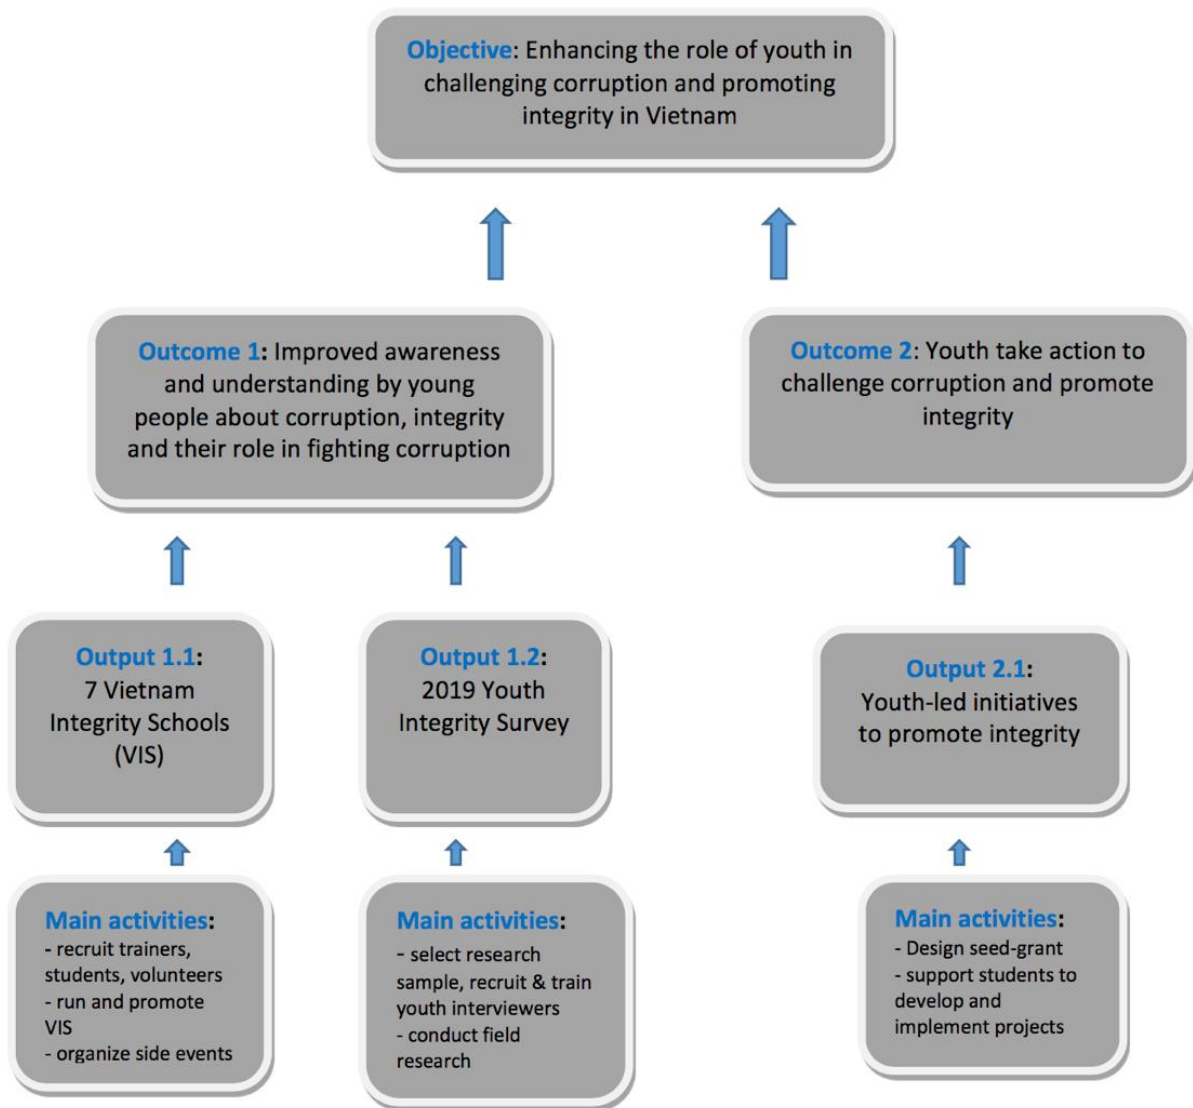 Objective: Enhancing the role of youth in
challenging corruption and promoting
integrity in Vietnam
Outcome 1: Improved awareness
and understanding by young
people about corruption, integrity
and their role in fighting corruption
Outcome 2: Youth take action to
challenge corruption and promote
integrity
Output 1.1:
7 Vietnam
Integrity Schools
(VIS)
Output 1.2:
2019 Youth
Integrity Survey
Output 2.1:
Youth-led initiatives
to promote integrity
Main activities:
- recruit trainers,
students, volunteers
- run and promote
VIS
- organize side events
Main activities:
- select research
sample, recruit & train
youth interviewers
- conduct field
research
Main activities:
- Design seed-grant
- support students to
develop and
implement projects